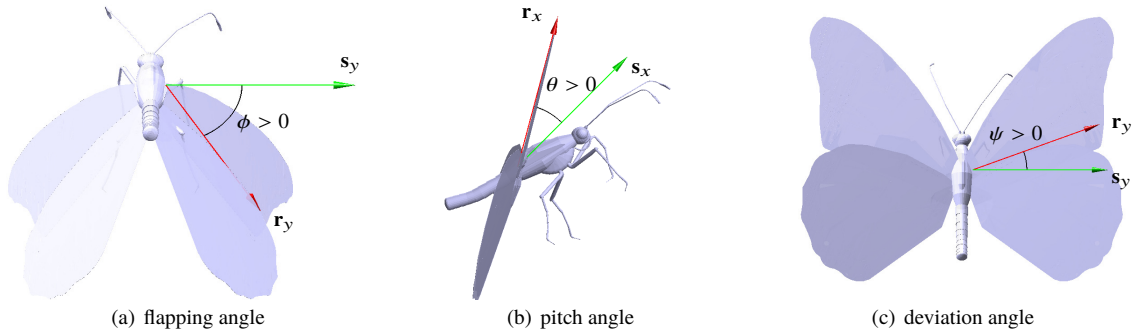 s_y
ϕ > 0
r_y
(a) flapping angle
r_x
θ > 0
s_x
(b) pitch angle
ψ > 0
r_y
s_y
(c) deviation angle